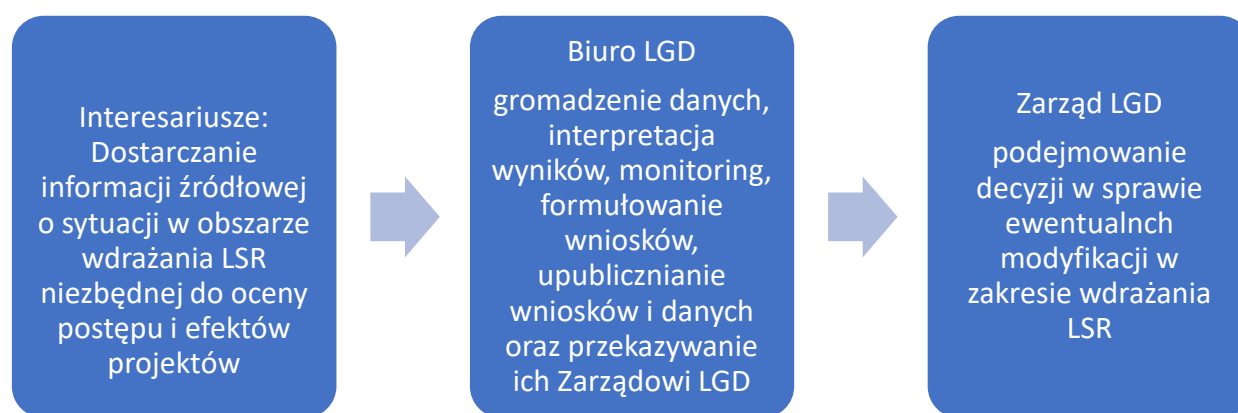 Interesariusze:
Dostarczanie
informacji źródłowej
o sytuacji w obszarze
wdrażania LSR
niezbędnej do oceny
postępu i efektów
projektów
Biuro LGD
gromadzenie danych,
interpretacja
wyników, monitoring,
formułowanie
wniosków,
upublicznianie
wniosków i danych
oraz przekazywanie
ich Zarządowi LGD
Zarząd LGD
podejmowanie
decyzji w sprawie
ewentualnch
modyfikacji w
zakresie wdrażania
LSR